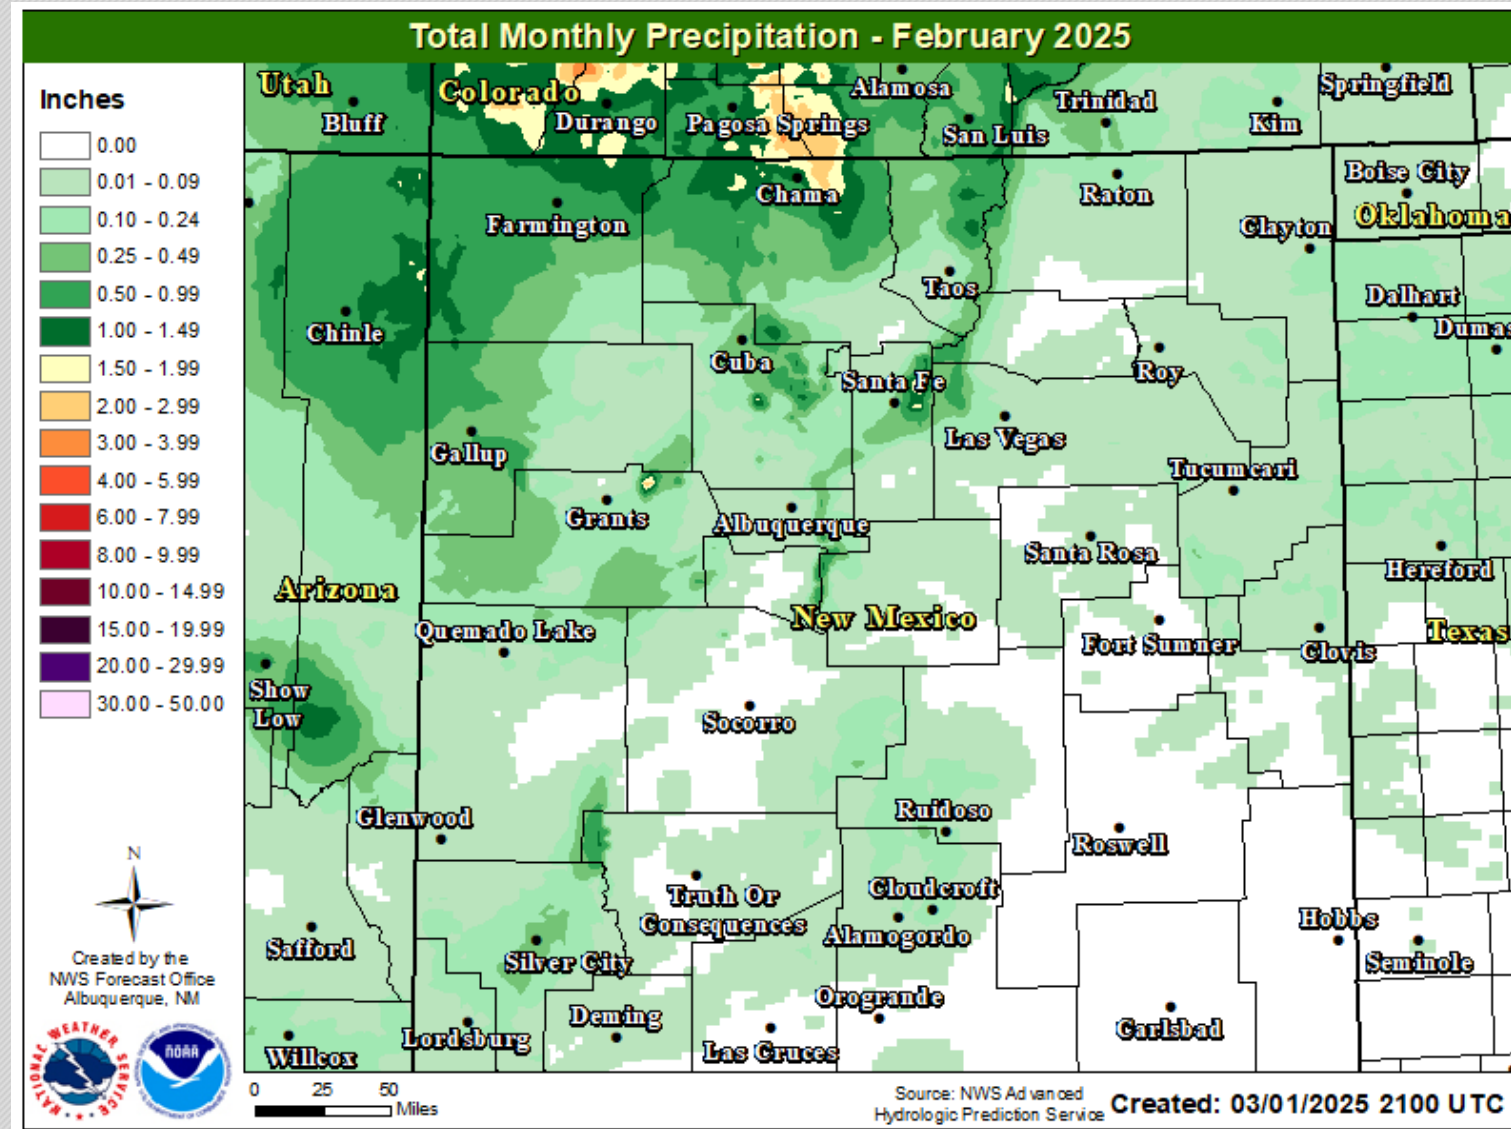 Total Monthly Precipitation - February 2025
Inches
0.00
0.01 - 0.09
0.10 - 0.24
0.25 - 0.49
0.50 - 0.99
1.00 - 1.49
1.50 - 1.99
2.00 - 2.99
3.00 - 3.99
4.00 - 5.99
6.00 - 7.99
8.00 - 9.99
10.00 - 14.99
15.00 - 19.99
20.00 - 29.99
30.00 - 50.00
Utah
Colorado
Bluff
Durango
Pagosa Springs
Alamosa
San Luis
Trinidad
Kim
Springfield
Boise City
Oklahoma
Farmington
Chama
Raton
Clayton
Taos
Dalhart
Dumas
Chinle
Cuba
Santa Fe
Roy
Las Vegas
Gallup
Tucumcari
Grants
Albuquerque
Santa Rosa
Hereford
Arizona
New Mexico
Quemado Lake
Fort Sumner
Clovis
Texas
Show
Low
Socorro
Glenwood
Ruidoso
Roswell
Truth Or
Consequences
Cloudcroft
Alamogordo
Hobbs
Seminole
Safford
Silver City
Orogrande
Deming
Carlsbad
Lordsburg
Las Cruces
Willcox
N
Created by the
NWS Forecast Office
Albuquerque, NM
NATIONAL WEATHER SERVICE
NOAA
0 25 50
Miles
Source: NWS Advanced
Hydrologic Prediction Service
Created: 03/01/2025 2100 UTC